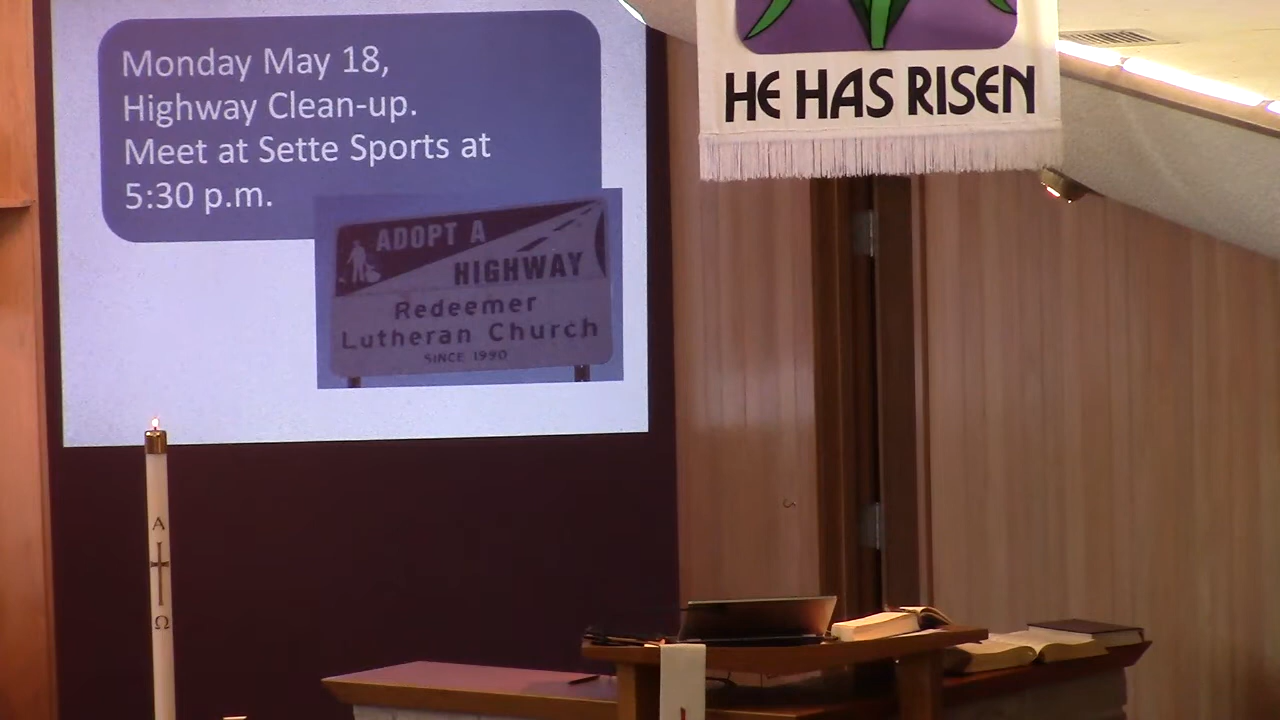 Monday May 18,
Highway Clean-up.
Meet at Sette Sports at
5:30 p.m.
ADOPT A
HIGHWAY
Redeemer
Lutheran Church
SINCE 1990
HE HAS RISEN
Α
Ω